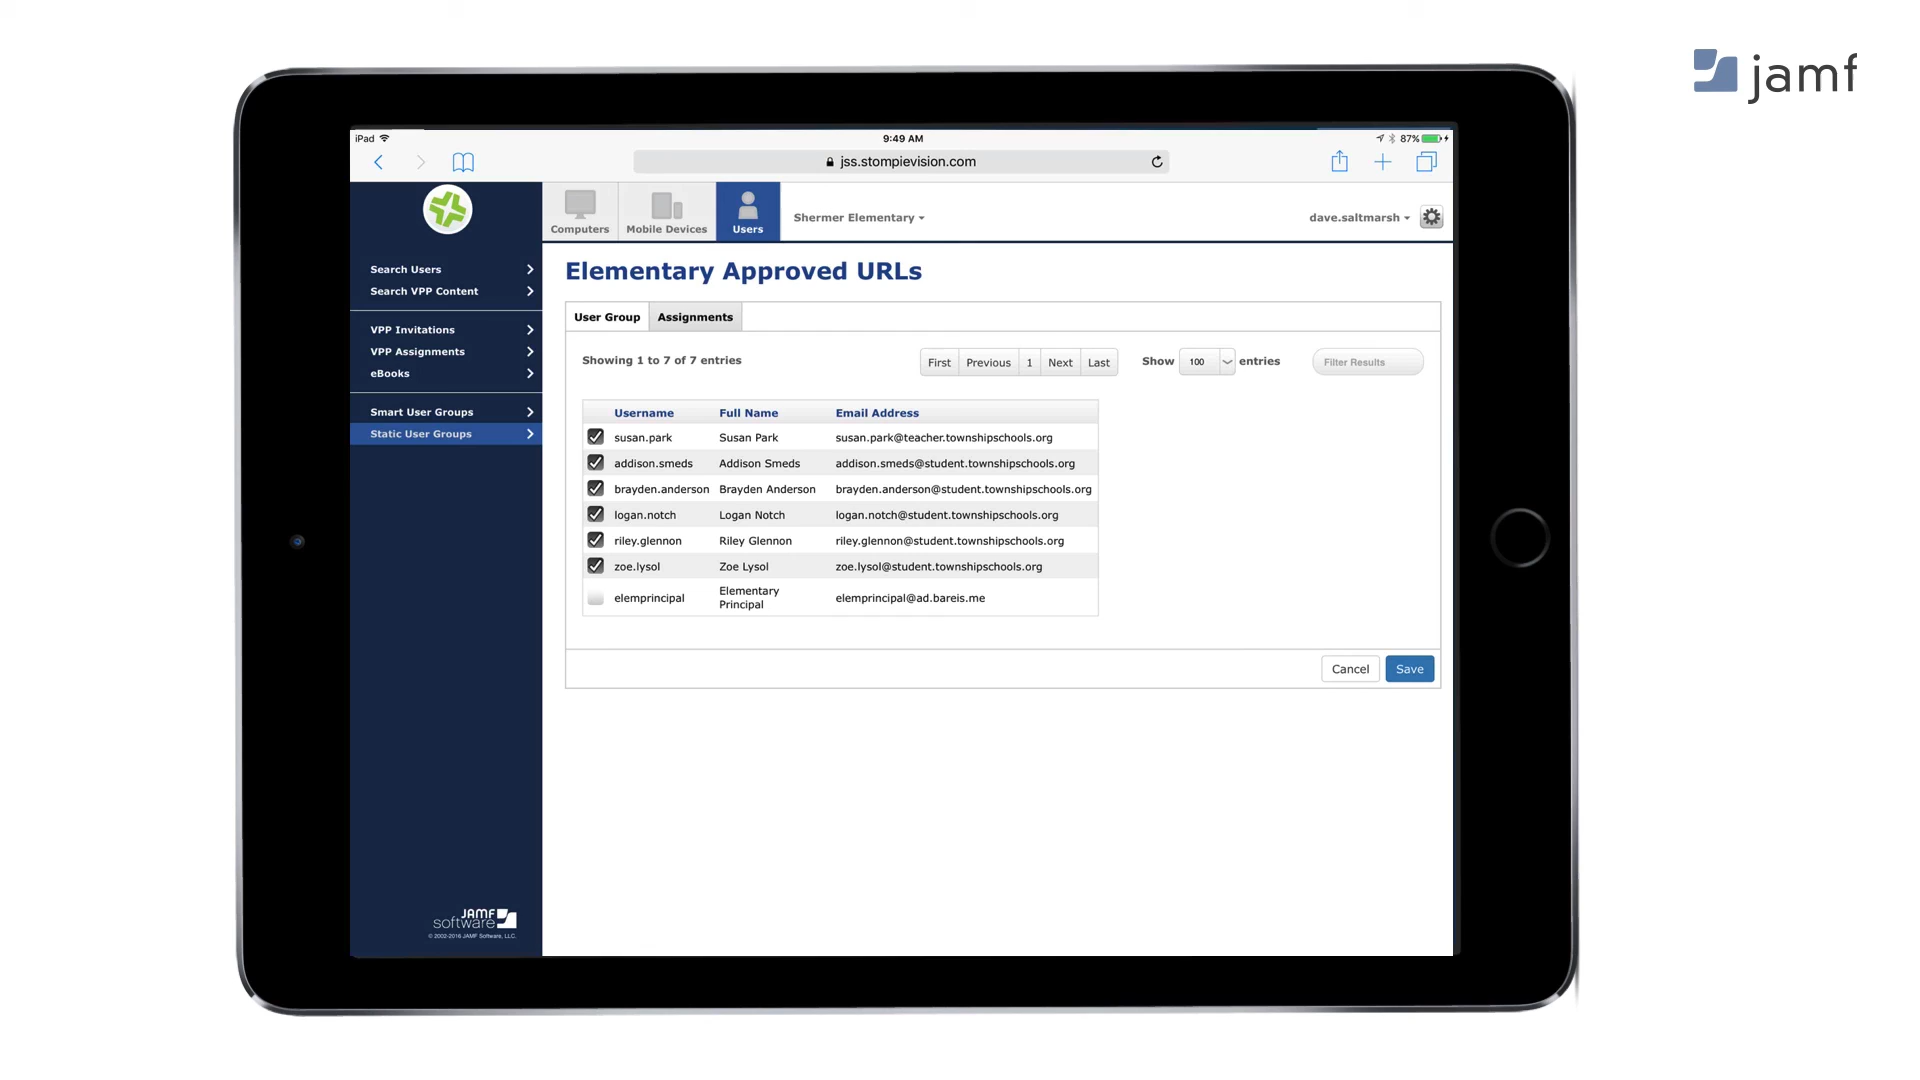 jamf
iPad
9:49 AM
87%
jss.stompievision.com
Computers
Mobile Devices
Users
Shermer Elementary
dave.saltmarsh
Search Users
Search VPP Content
VPP Invitations
VPP Assignments
eBooks
Smart User Groups
Static User Groups
Elementary Approved URLs
User Group
Assignments
Showing 1 to 7 of 7 entries
First Previous 1 Next Last
Show 100 entries
Filter Results
Username Full Name Email Address
susan.park Susan Park susan.park@teacher.townshipschools.org
addison.smeds Addison Smeds addison.smeds@student.townshipschools.org
brayden.anderson Brayden Anderson brayden.anderson@student.townshipschools.org
logan.notch Logan Notch logan.notch@student.townshipschools.org
riley.glennon Riley Glennon riley.glennon@student.townshipschools.org
zoe.lysol Zoe Lysol zoe.lysol@student.townshipschools.org
elemprincipal Elementary Principal elemprincipal@ad.bareis.me
Cancel
Save
JAMF
software
© 2002-2016 JAMF Software, LLC.